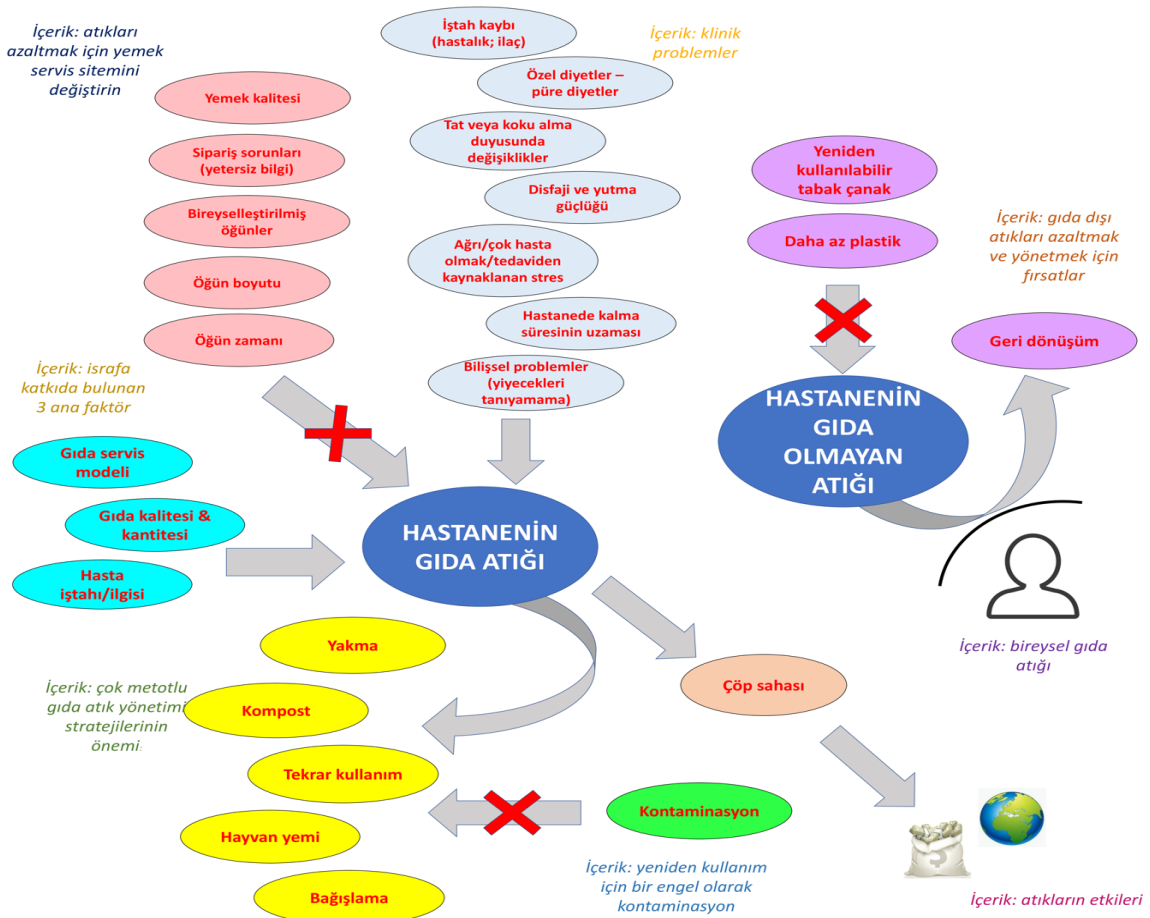 İçerik: atıkları
azaltmak için yemek
servis sitemini
değiştirin
Yemek kalitesi
Sipariş sorunları
(yetersiz bilgi)
Bireyselleştirilmiş
öğünler
Öğün boyutu
Öğün zamanı
İştah kaybı
(hastalık; ilaç)
Özel diyetler –
püre diyetler
Tat veya koku alma
duyusunda
değişiklikler
Disfaji ve yutma
güçlüğü
Ağrı/çok hasta
olmak/tedaviden
kaynaklanan stres
Hastanede kalma
süresinin uzaması
Bilişsel problemler
(yiyecekleri
tanıyamama)
İçerik: klinik
problemler
Yeniden
kullanılabilir
tabak çanak
Daha az plastik
İçerik: gıda dışı
atıkları azaltmak
ve yönetmek için
fırsatlar
Geri dönüşüm
HASTANENİN
GIDA
OLMAYAN
ATIĞI
İçerik: israfa
katkıda bulunan
3 ana faktör
Gıda servis
modeli
Gıda kalitesi &
kantitesi
Hasta
iştahı/ilgisi
HASTANENİN
GIDA ATIĞI
İçerik: bireysel gıda
atığı
Yakma
Kompost
Tekrar kullanım
Hayvan yemi
Bağışlama
İçerik: çok metotlu
gıda atık yönetimi
stratejilerinin
önemi:
Çöp sahası
Kontaminasyon
İçerik: yeniden kullanım
için bir engel olarak
kontaminasyon
İçerik: atıkların etkileri